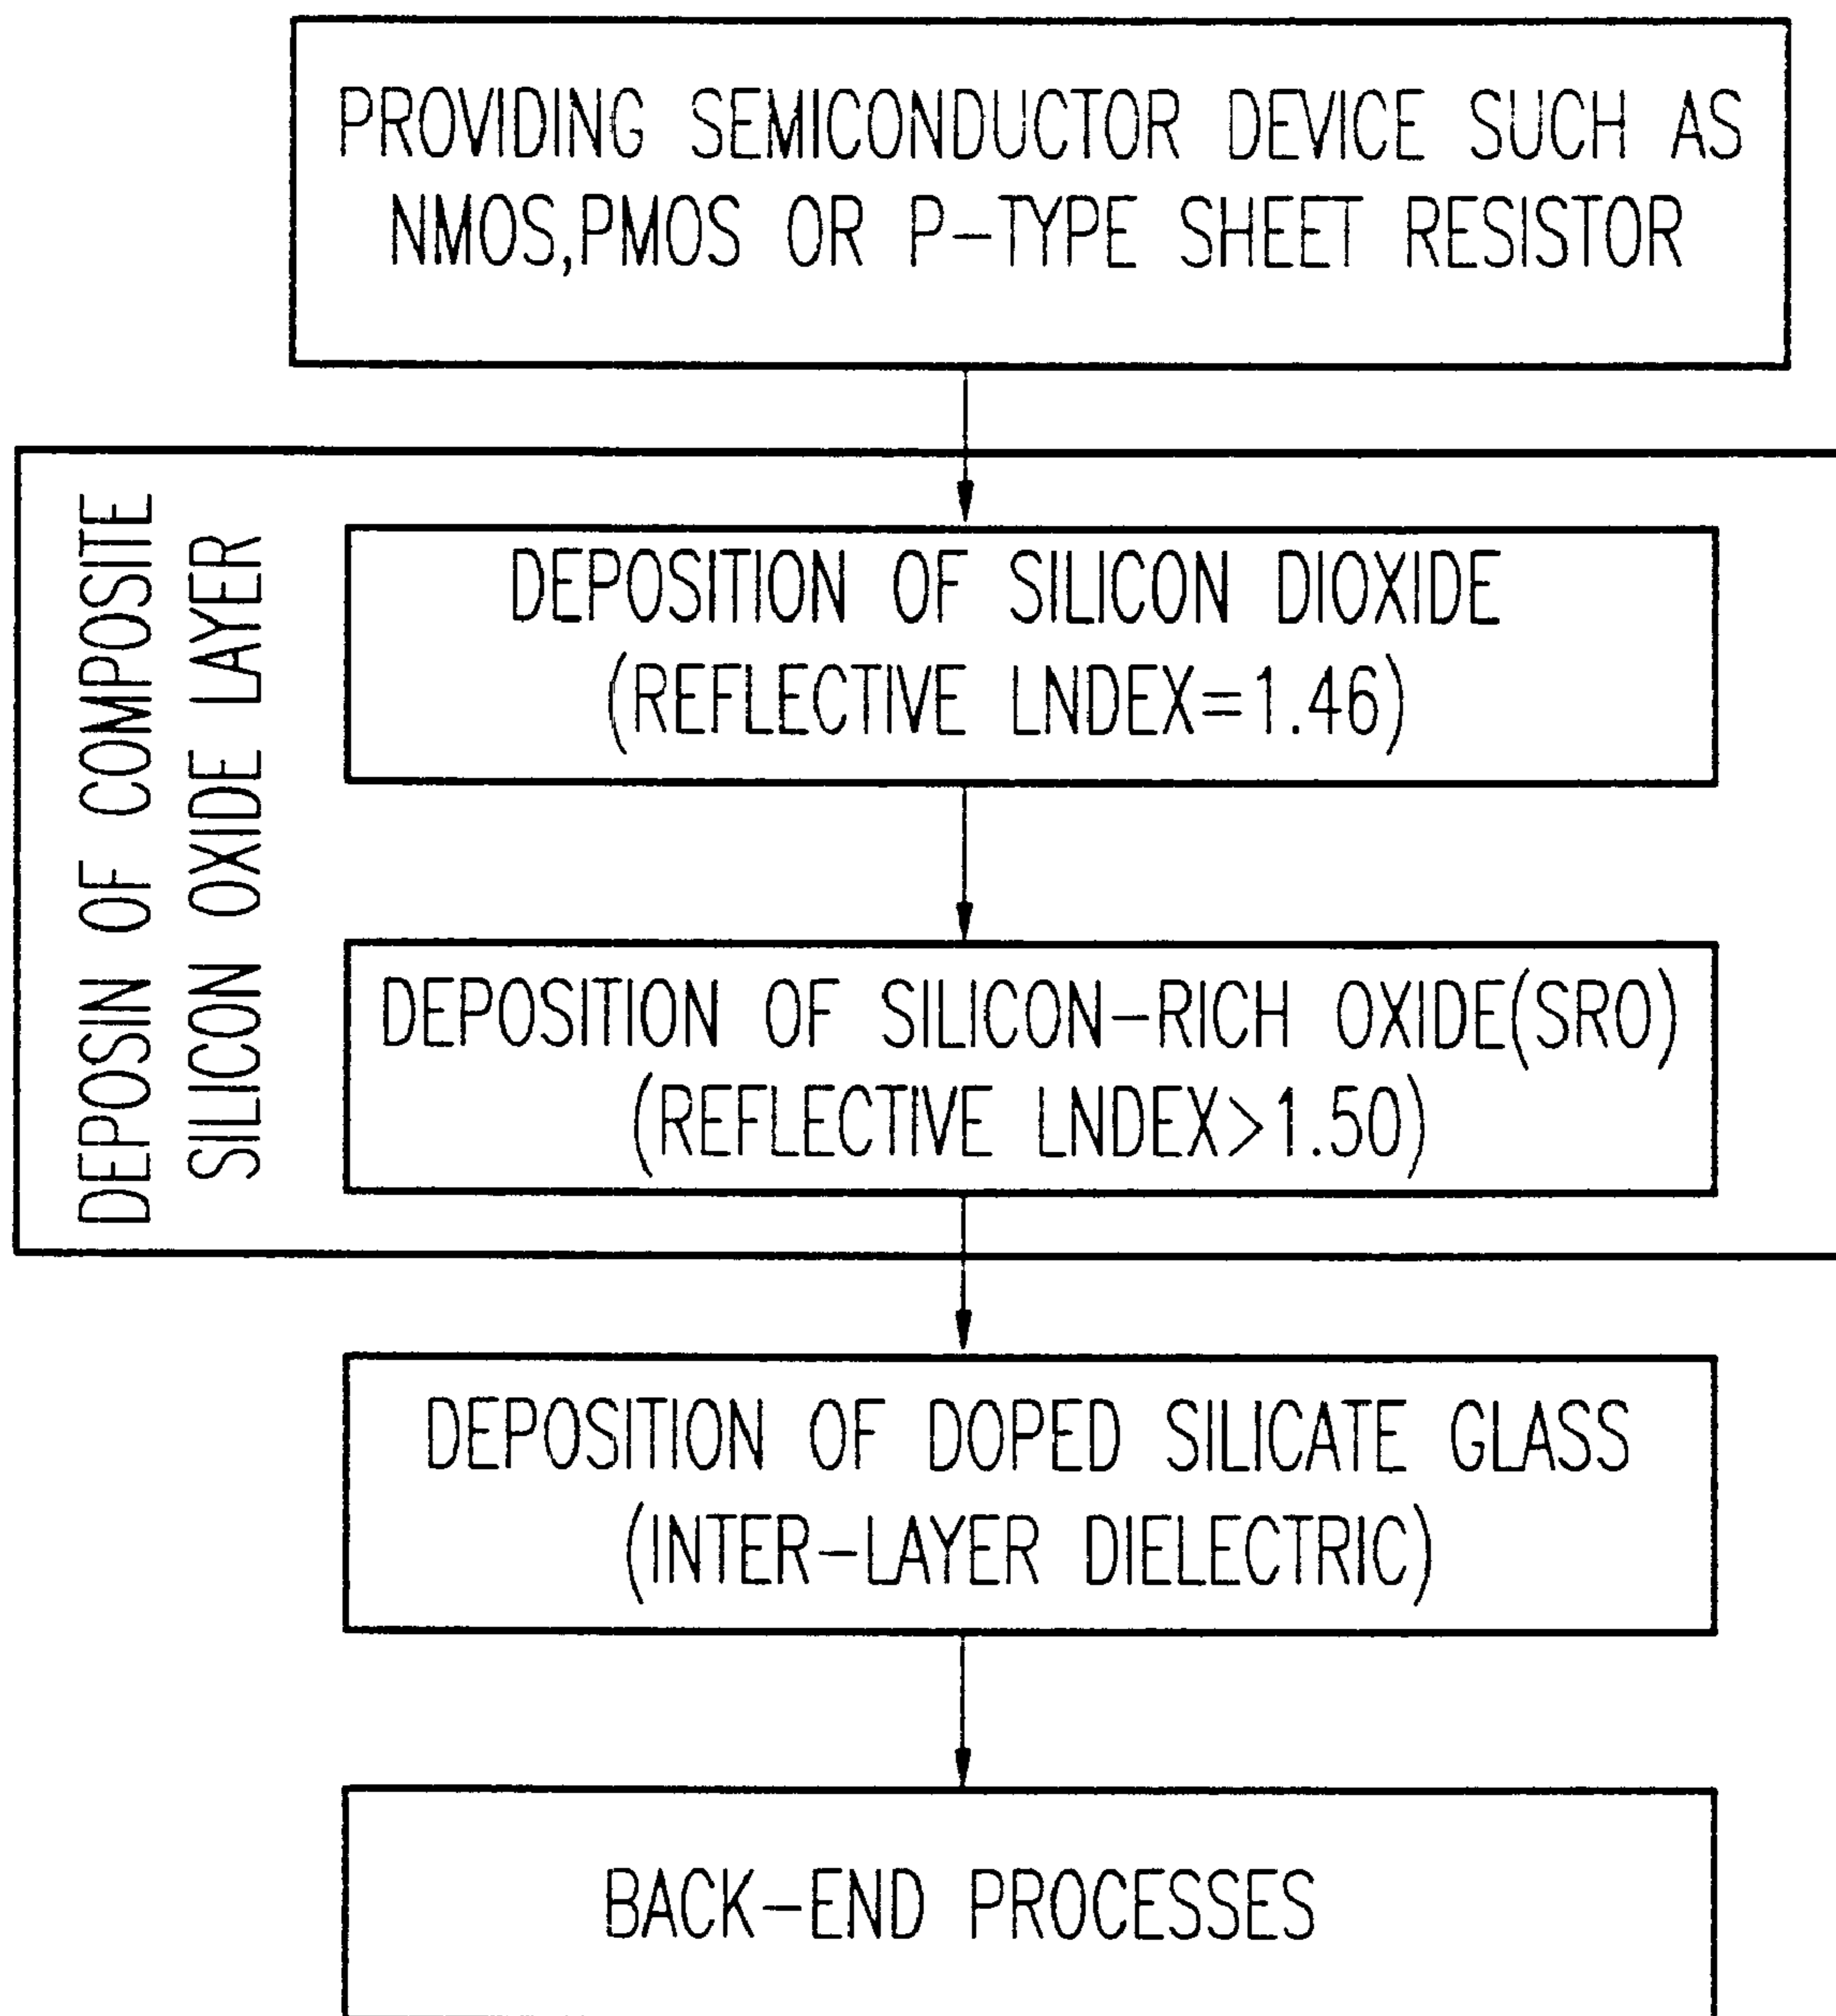 PROVIDING SEMICONDUCTOR DEVICE SUCH AS
NMOS,PMOS OR P-TYPE SHEET RESISTOR
DEPOSIN OF COMPOSITE
SILICON OXIDE LAYER
DEPOSITION OF SILICON DIOXIDE
(REFLECTIVE LNDEX=1.46)
DEPOSITION OF SILICON-RICH OXIDE(SRO)
(REFLECTIVE LNDEX>1.50)
DEPOSITION OF DOPED SILICATE GLASS
(INTER-LAYER DIELECTRIC)
BACK-END PROCESSES